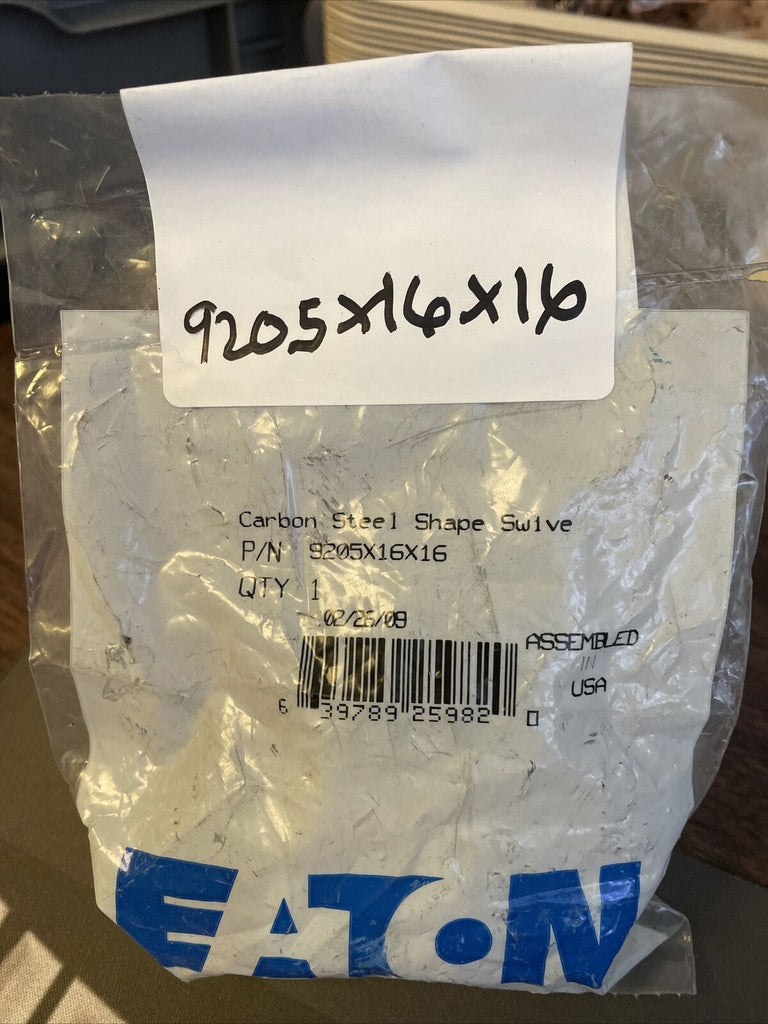 9205x16x16
Carbon Steel Shape Swive
P/N 9205X16X16
QTY 1
02/26/09
ASSEMBLED
IN
USA
6 39789 25982 0
EATON